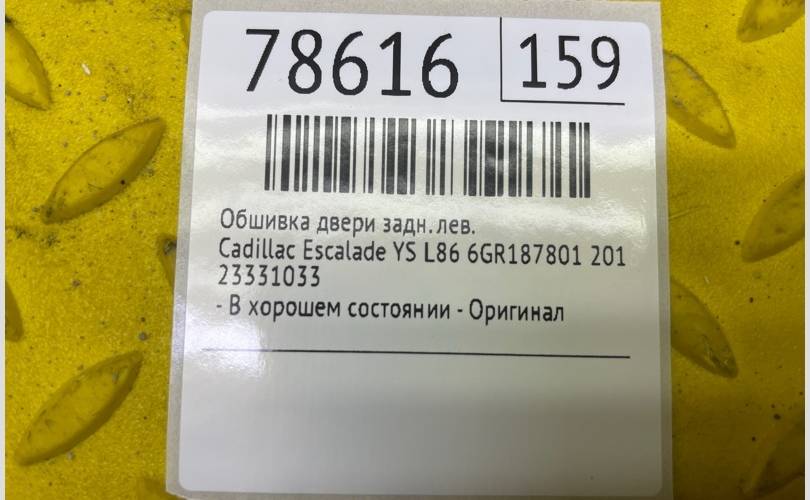 78616 159
Обшивка двери задн.лев.
Cadillac Escalade YS L86 6GR187801 201
23331033
- В хорошем состоянии - Оригинал